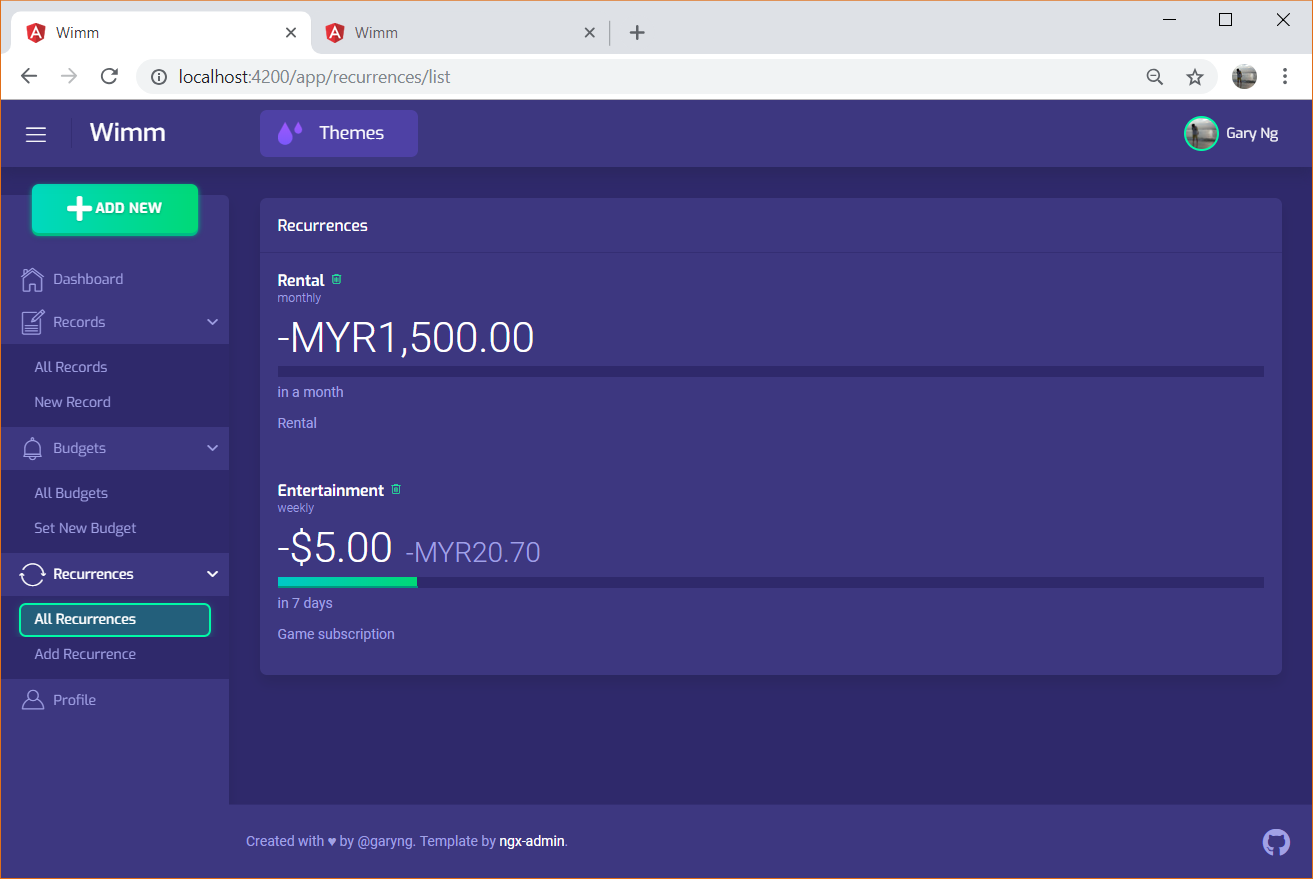 Wimm
Wimm
localhost:4200/app/recurrences/list
Wimm
Themes
Gary Ng
ADD NEW
Dashboard
Records
All Records
New Record
Budgets
All Budgets
Set New Budget
Recurrences
All Recurrences
Add Recurrence
Profile
Recurrences
Rental
monthly
-MYR1,500.00
in a month
Rental
Entertainment
weekly
-$5.00 -MYR20.70
in 7 days
Game subscription
Created with ♥ by @garyng. Template by ngx-admin.